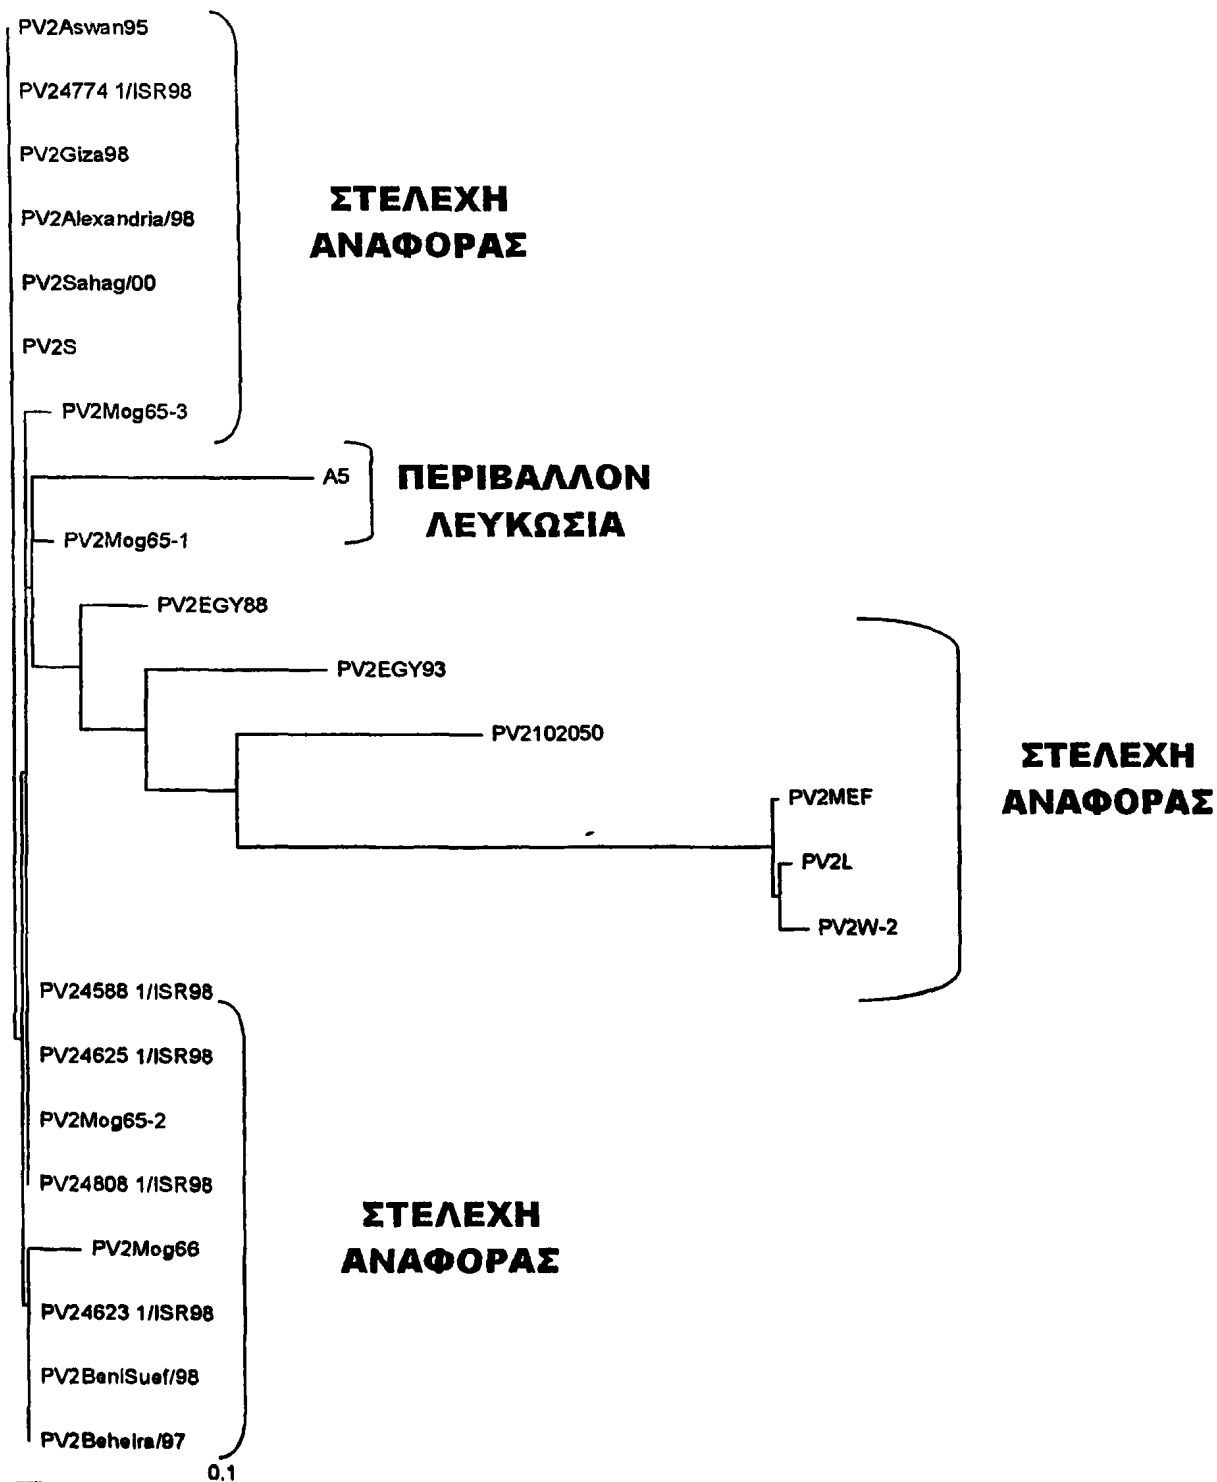 PV2Aswan95
PV24774 1/ISR98
PV2Giza98
ΣΤΕΛΕΧΗ
ΑΝΑΦΟΡΑΣ
PV2Alexandria/98
PV2Sahag/00
PV2S
PV2Mog65-3
A5
ΠΕΡΙΒΑΛΛΟΝ
ΛΕΥΚΩΣΙΑ
PV2Mog65-1
PV2EGY88
PV2EGY93
PV2102050
ΣΤΕΛΕΧΗ
ΑΝΑΦΟΡΑΣ
PV2MEF
PV2L
PV2W-2
PV24588 1/ISR98
PV24625 1/ISR98
PV2Mog65-2
PV24808 1/ISR98
ΣΤΕΛΕΧΗ
ΑΝΑΦΟΡΑΣ
PV2Mog66
PV24623 1/ISR98
PV2BeniSuef/98
PV2Beheira/97
0,1